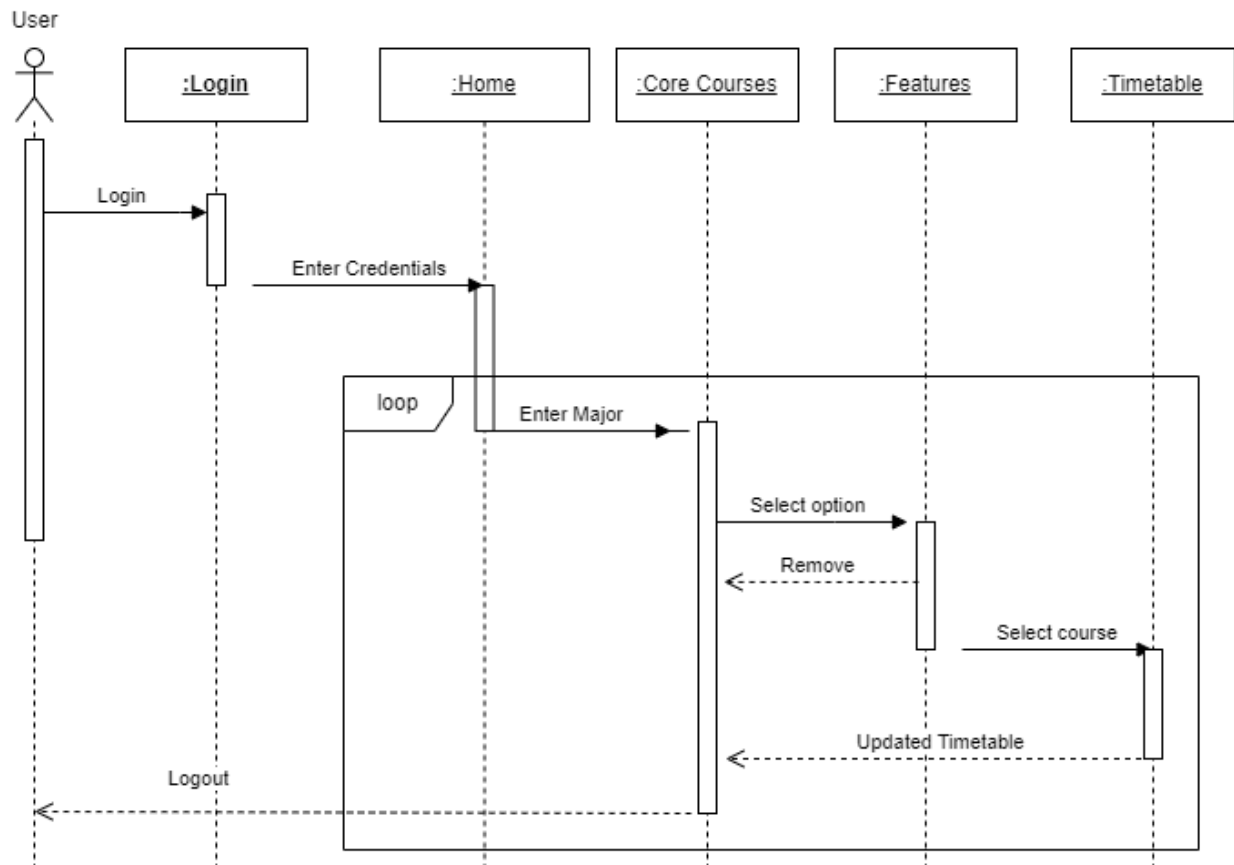 User
:Login
:Home
:Core Courses
:Features
:Timetable
Login
Enter Credentials
loop
Enter Major
Select option
Remove
Select course
Updated Timetable
Logout